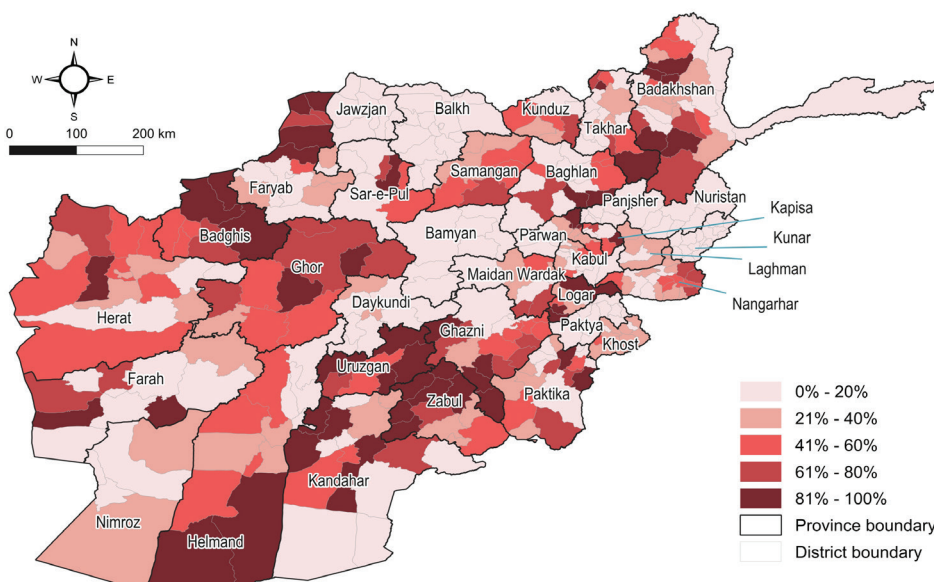 N
W E
S
0 100 200 km
Jawzjan
Balkh
Kunduz
Takhar
Badakhshan
Faryab
Sar-e-Pul
Samangan
Baghlan
Panjsher
Nuristan
Kapisa
Kunar
Laghman
Nangarhar
Badghis
Ghor
Bamyan
Parwan
Kabul
Maidan Wardak
Logar
Herat
Daykundi
Ghazni
Paktya
Khost
Farah
Uruzgan
Zabul
Paktika
Kandahar
Nimroz
Helmand
0% - 20%
21% - 40%
41% - 60%
61% - 80%
81% - 100%
Province boundary
District boundary